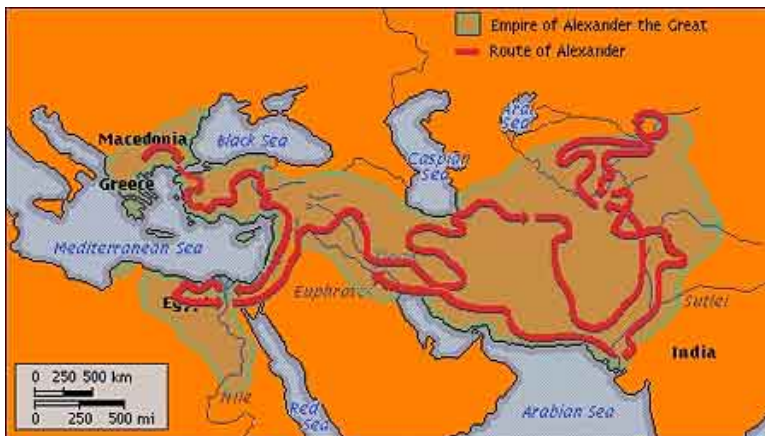 Empire of Alexander the Great
Route of Alexander
Aral
Sea
Macedonia
Black Sea
Caspian
Sea
Greece
Mediterranean Sea
Euphrates
Egypt
Sutlej
India
Nile
Red
Sea
Arabian Sea
0 250 500 km
0 250 500 mi